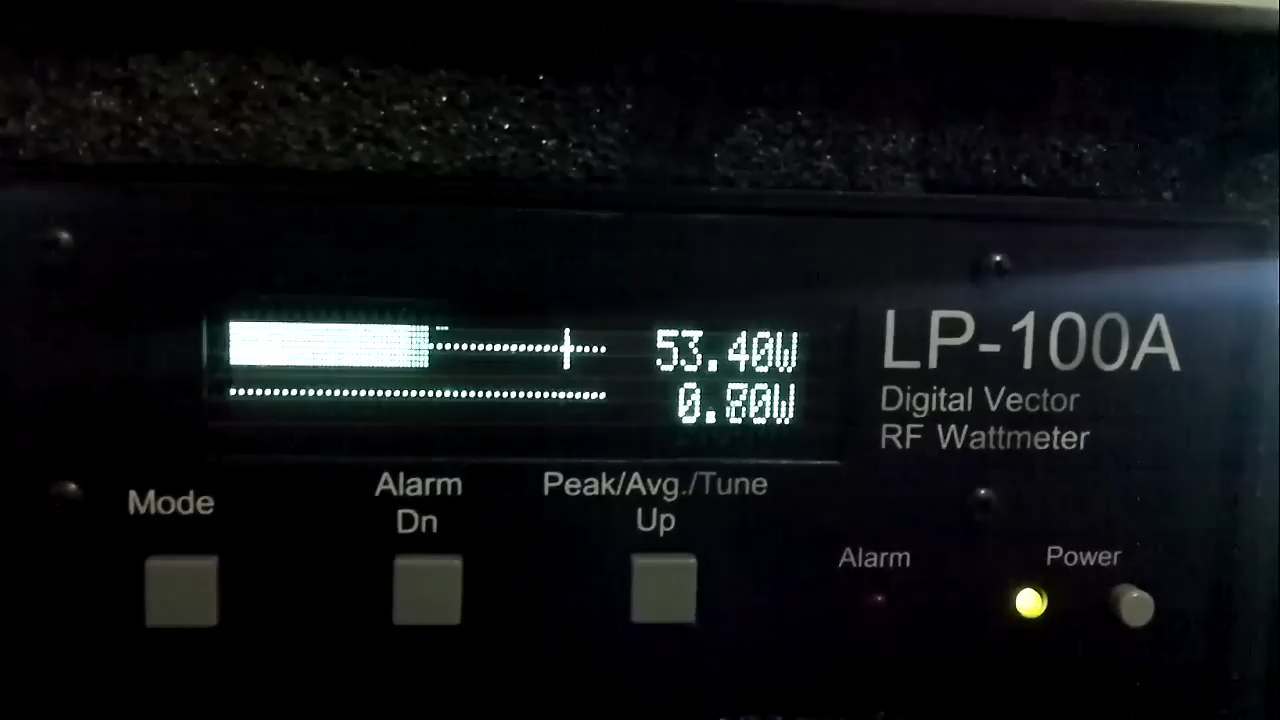 53.40W
0.80W
LP-100A
Digital Vector
RF Wattmeter
Mode
Alarm
Dn
Peak/Avg./Tune
Up
Alarm
Power